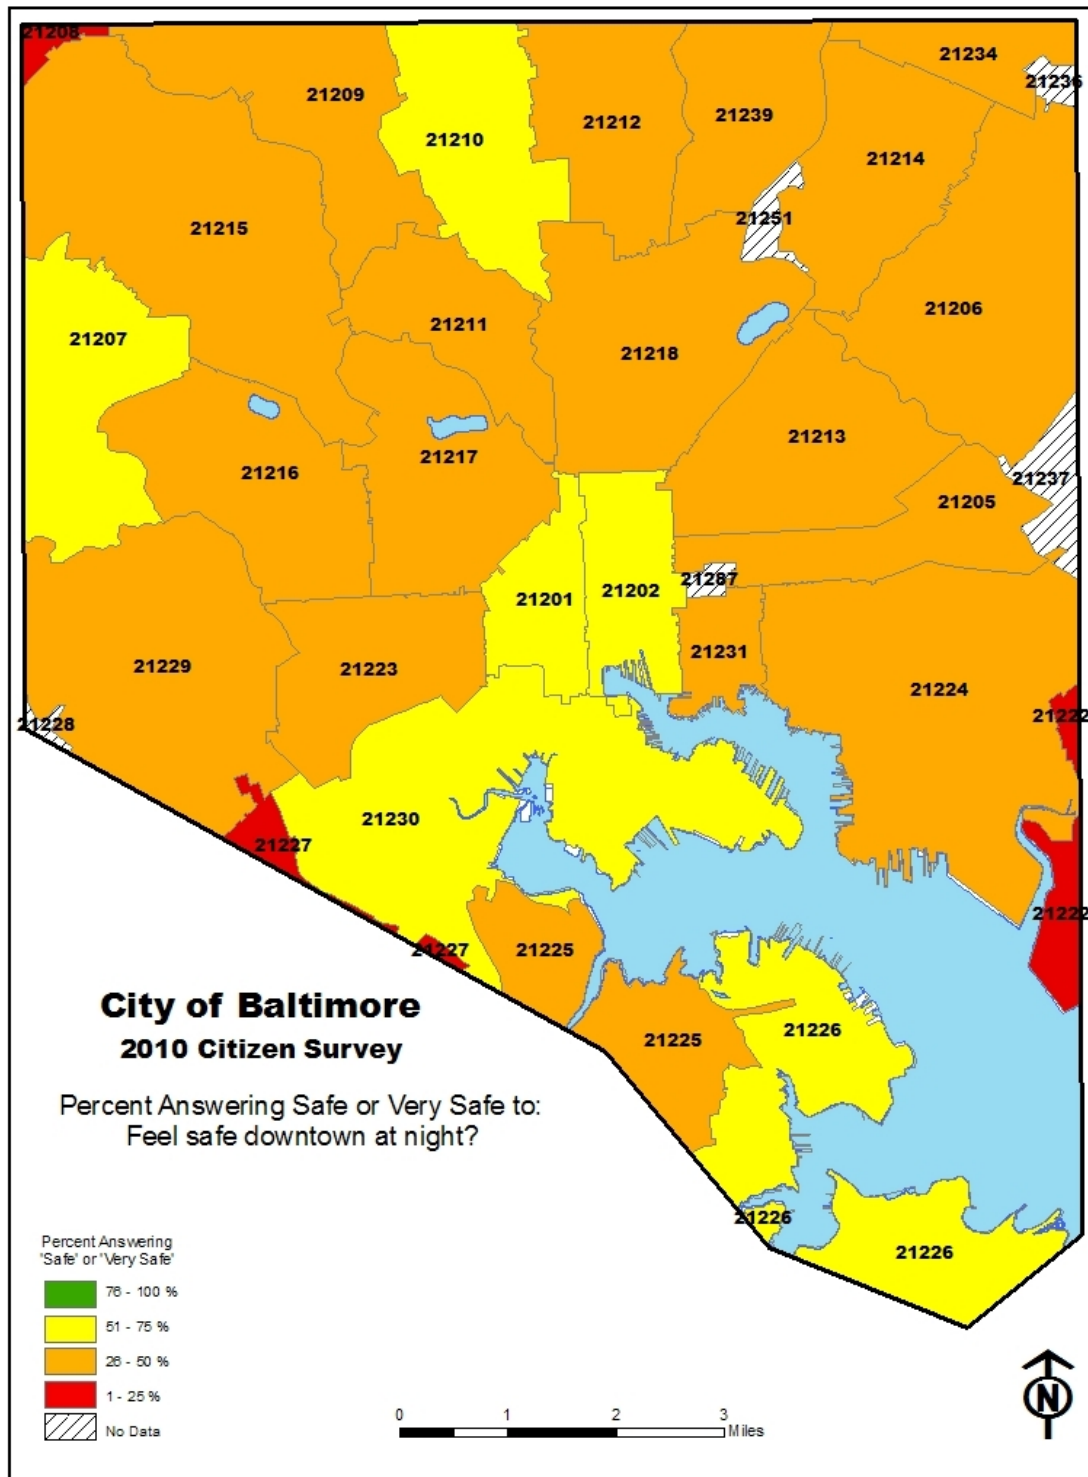 21208
21234
21236
21209
21210
21212
21239
21214
21251
21215
21206
21207
21211
21218
21213
21216
21217
21237
21205
21287
21201
21202
21229
21223
21231
21224
21228
21222
21230
21227
21222
21227
21225
21226
21225
City of Baltimore
2010 Citizen Survey
Percent Answering Safe or Very Safe to:
Feel safe downtown at night?
21226
21226
Percent Answering
'Safe' or 'Very Safe'
76 - 100 %
51 - 75 %
26 - 50 %
1 - 25 %
No Data
0 1 2 3
Miles
N